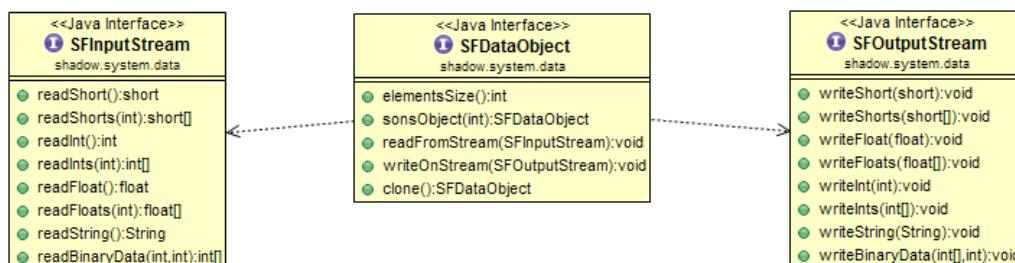 <<Java Interface>>
I SFInputStream
shadow.system.data
readShort():short
readShorts(int):short[]
readInt():int
readInts(int):int[]
readFloat():float
readFloats(int):float[]
readString():String
readBinaryData(int,int):int[]
<<Java Interface>>
I SFDataObject
shadow.system.data
elementsSize():int
sonsObject(int):SFDataObject
readFromStream(SFInputStream):void
writeOnStream(SFOutputStream):void
clone():SFDataObject
<<Java Interface>>
I SFOutputStream
shadow.system.data
writeShort(short):void
writeShorts(short[]):void
writeFloat(float):void
writeFloats(float[]):void
writeInt(int):void
writeInts(int[]):void
writeString(String):void
writeBinaryData(int[],int):void